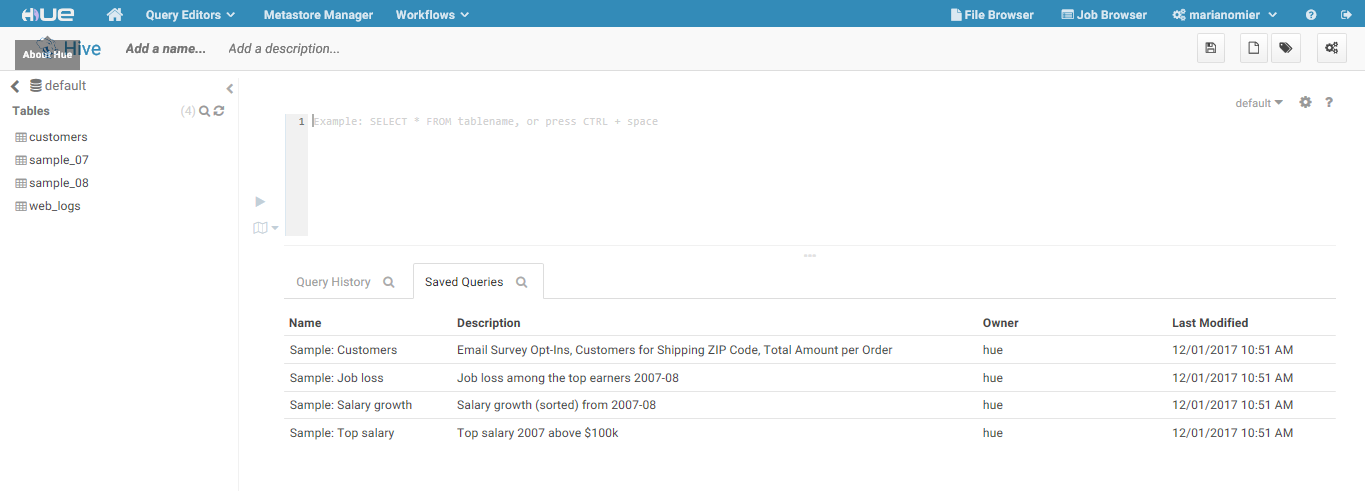 HUE Query Editors Metastore Manager Workflows File Browser Job Browser marianomier
Hive Add a name... Add a description...
About Hue
default
Tables (4)
customers
sample_07
sample_08
web_logs
default ?
1 Example: SELECT * FROM tablename, or press CTRL + space
Query History Saved Queries
Name Description Owner Last Modified
Sample: Customers Email Survey Opt-Ins, Customers for Shipping ZIP Code, Total Amount per Order hue 12/01/2017 10:51 AM
Sample: Job loss Job loss among the top earners 2007-08 hue 12/01/2017 10:51 AM
Sample: Salary growth Salary growth (sorted) from 2007-08 hue 12/01/2017 10:51 AM
Sample: Top salary Top salary 2007 above $100k hue 12/01/2017 10:51 AM